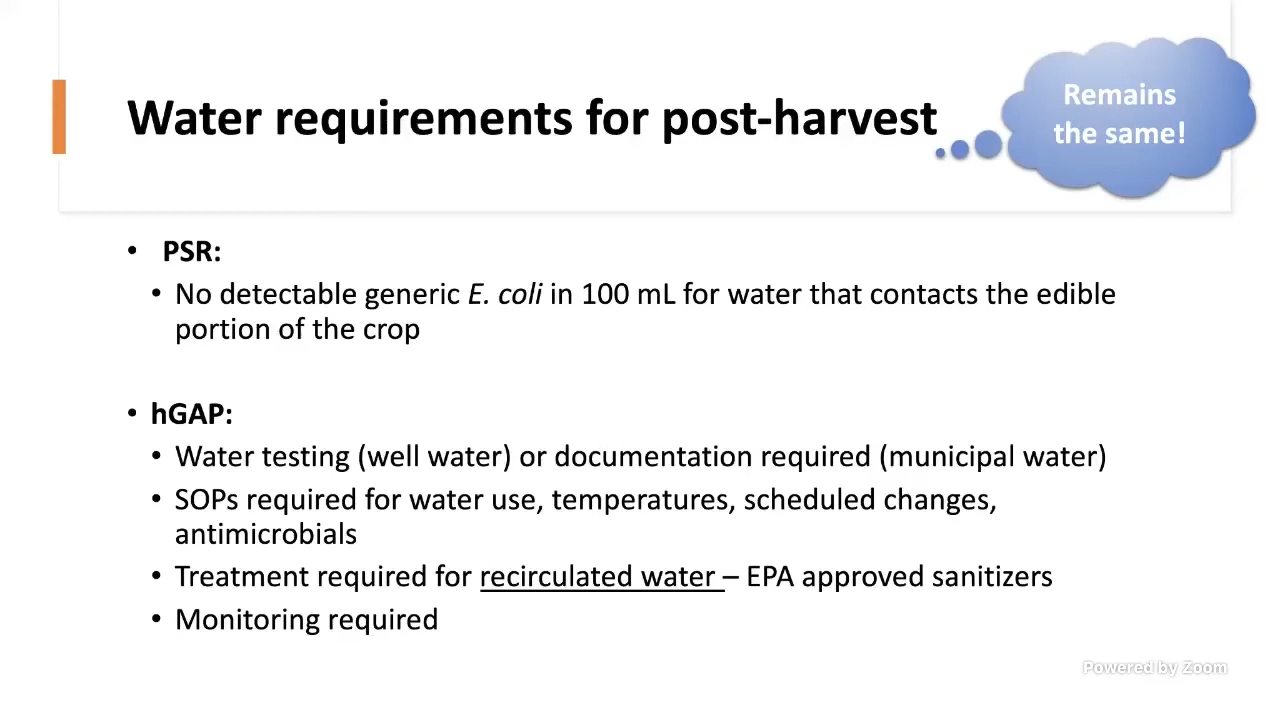 Water requirements for post-harvest
Remains
the same!
• PSR:
• No detectable generic E. coli in 100 mL for water that contacts the edible
portion of the crop
• hGAP:
• Water testing (well water) or documentation required (municipal water)
• SOPs required for water use, temperatures, scheduled changes,
antimicrobials
• Treatment required for recirculated water – EPA approved sanitizers
• Monitoring required
Powered by Zoom